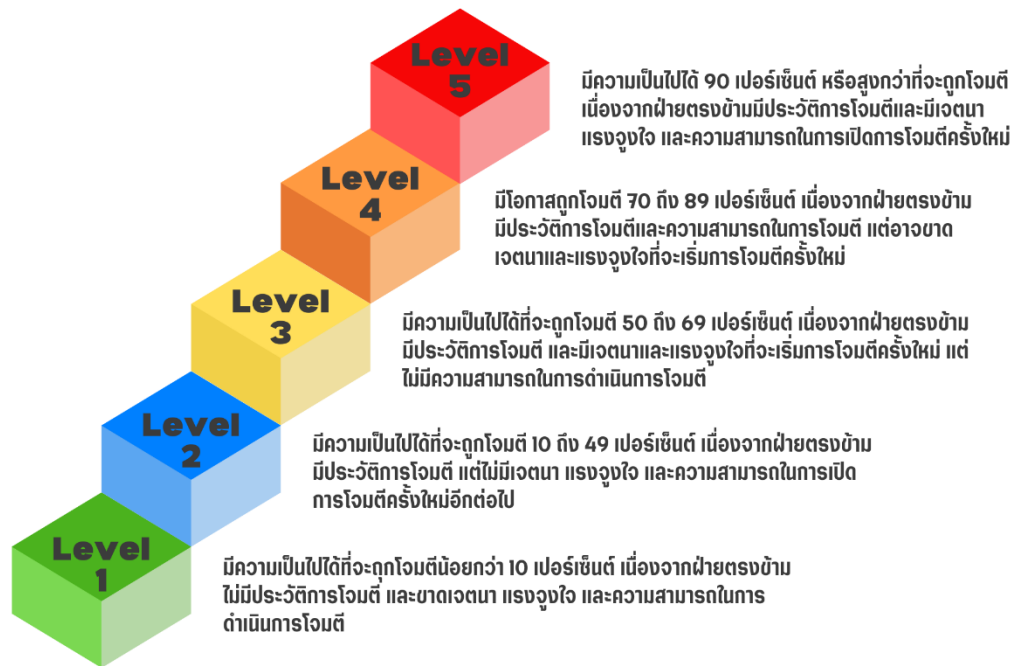 Level
5
มีความเป็นไปได้ 90 เปอร์เซ็นต์ หรือสูงกว่าที่จะถูกโจมตี
เนื่องจากฝ่ายตรงข้ามมีประวัติการโจมตีและมีเจตนา
แรงจูงใจ และความสามารถในการเปิดการโจมตีครั้งใหม่
Level
4
มีโอกาสถูกโจมตี 70 ถึง 89 เปอร์เซ็นต์ เนื่องจากฝ่ายตรงข้าม
มีประวัติการโจมตีและความสามารถในการโจมตี แต่อาจขาด
เจตนาและแรงจูงใจที่จะเริ่มการโจมตีครั้งใหม่
Level
3
มีความเป็นไปได้ที่จะถูกโจมตี 50 ถึง 69 เปอร์เซ็นต์ เนื่องจากฝ่ายตรงข้าม
มีประวัติการโจมตี และมีเจตนาและแรงจูงใจที่จะเริ่มการโจมตีครั้งใหม่ แต่
ไม่มีความสามารถในการดำเนินการโจมตี
Level
2
มีความเป็นไปได้ที่จะถูกโจมตี 10 ถึง 49 เปอร์เซ็นต์ เนื่องจากฝ่ายตรงข้าม
มีประวัติการโจมตี แต่ไม่มีเจตนา แรงจูงใจ และความสามารถในการเปิด
การโจมตีครั้งใหม่อีกต่อไป
Level
1
มีความเป็นไปได้ที่จะถูกโจมตีน้อยกว่า 10 เปอร์เซ็นต์ เนื่องจากฝ่ายตรงข้าม
ไม่มีประวัติการโจมตี และขาดเจตนา แรงจูงใจ และความสามารถในการ
ดำเนินการโจมตี